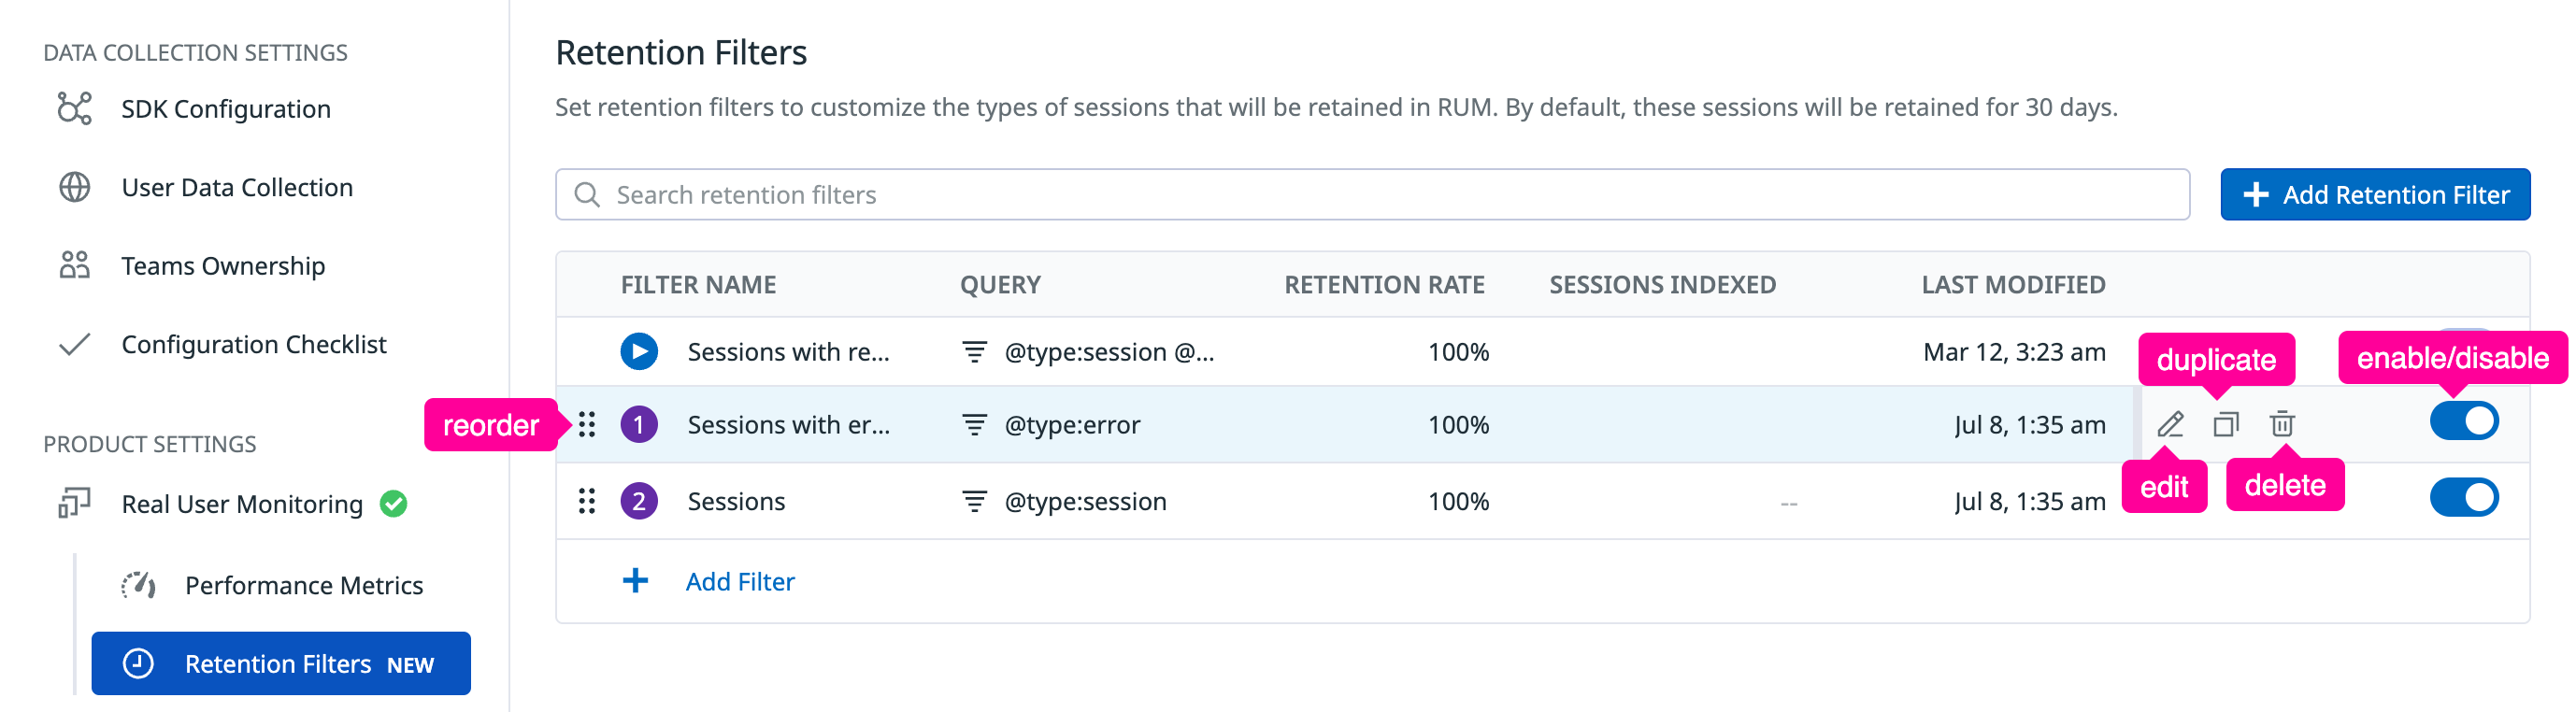 DATA COLLECTION SETTINGS
SDK Configuration
User Data Collection
Teams Ownership
Configuration Checklist
PRODUCT SETTINGS
Real User Monitoring
Performance Metrics
Retention Filters NEW
Retention Filters
Set retention filters to customize the types of sessions that will be retained in RUM. By default, these sessions will be retained for 30 days.
Search retention filters
Add Retention Filter
FILTER NAME QUERY RETENTION RATE SESSIONS INDEXED LAST MODIFIED
Sessions with re... @type:session @... 100% Mar 12, 3:23 am
duplicate enable/disable
reorder 1 Sessions with er... @type:error 100% Jul 8, 1:35 am
edit delete
2 Sessions @type:session 100% -- Jul 8, 1:35 am
Add Filter